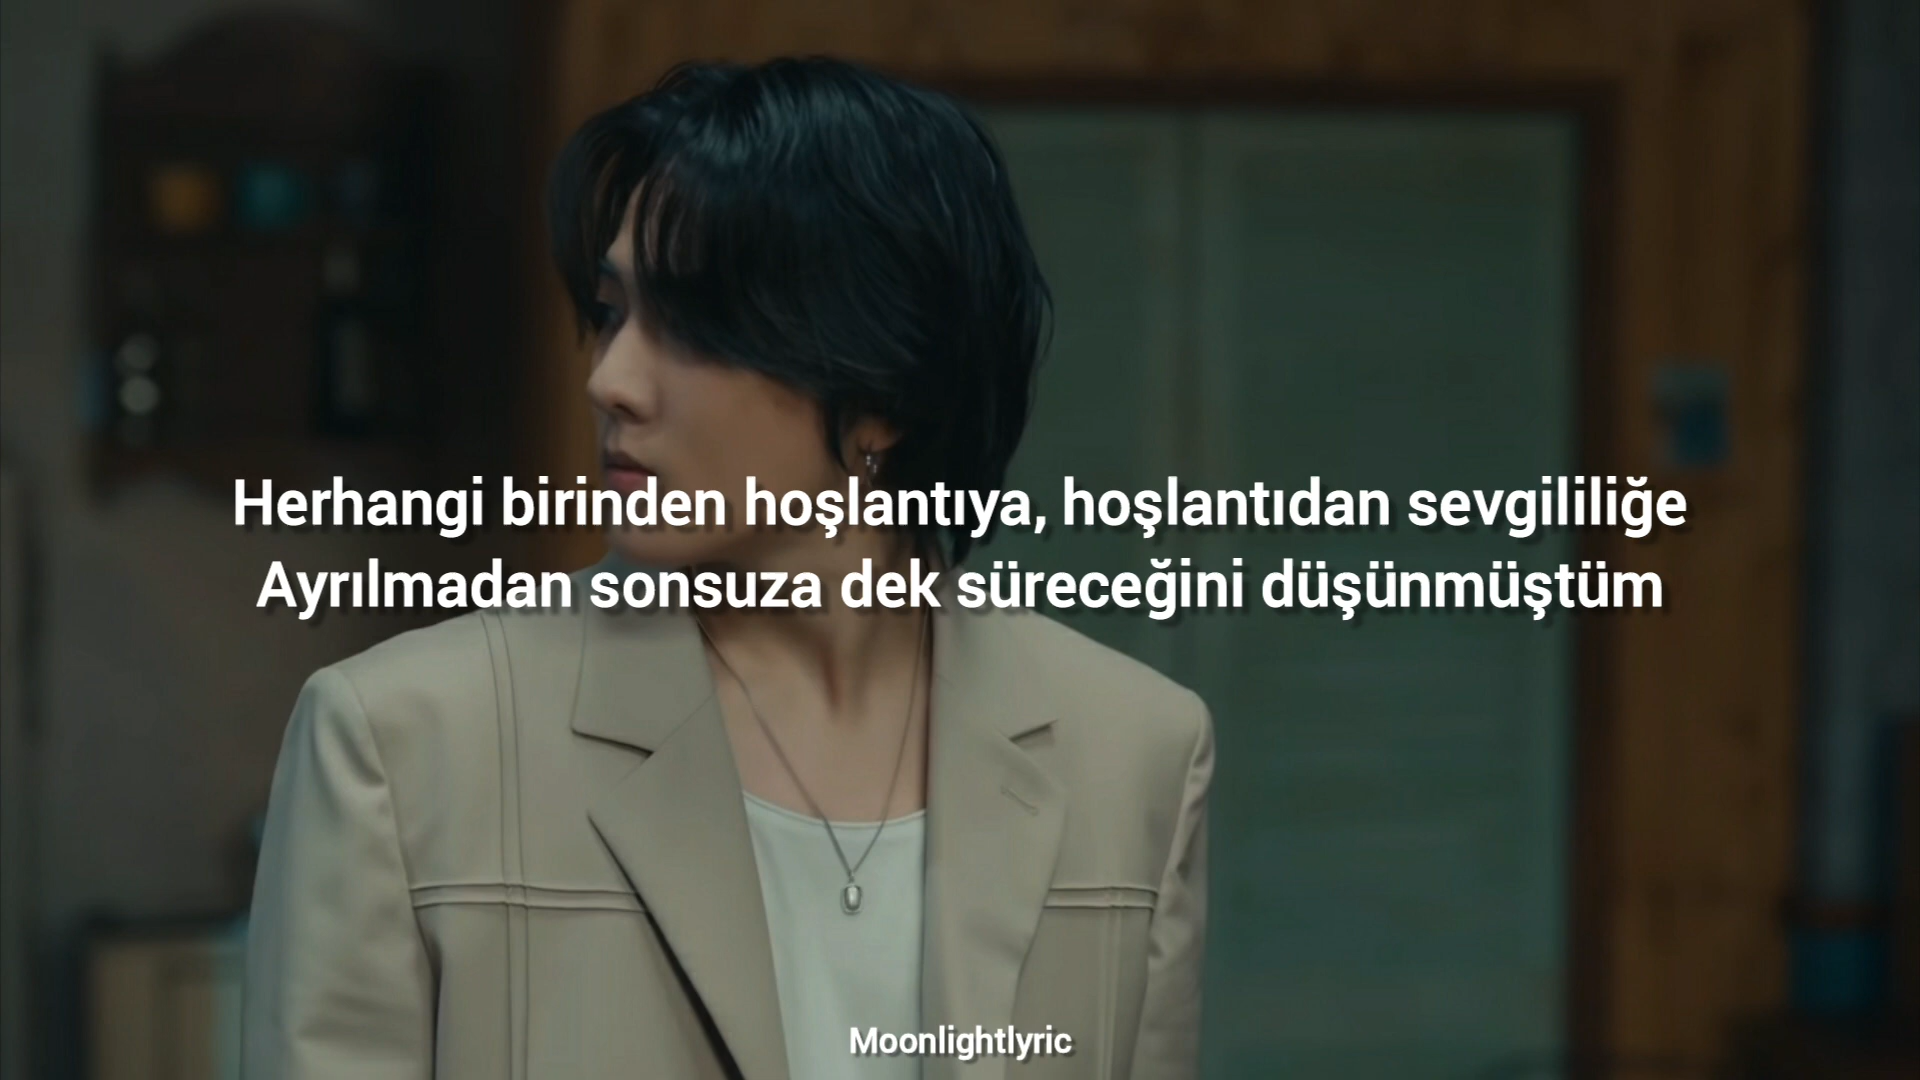 Herhangi birinden hoşlantıya, hoşlantıdan sevgililiğe
Ayrılmadan sonsuza dek süreceğini düşünmüştüm
Moonlightlyric